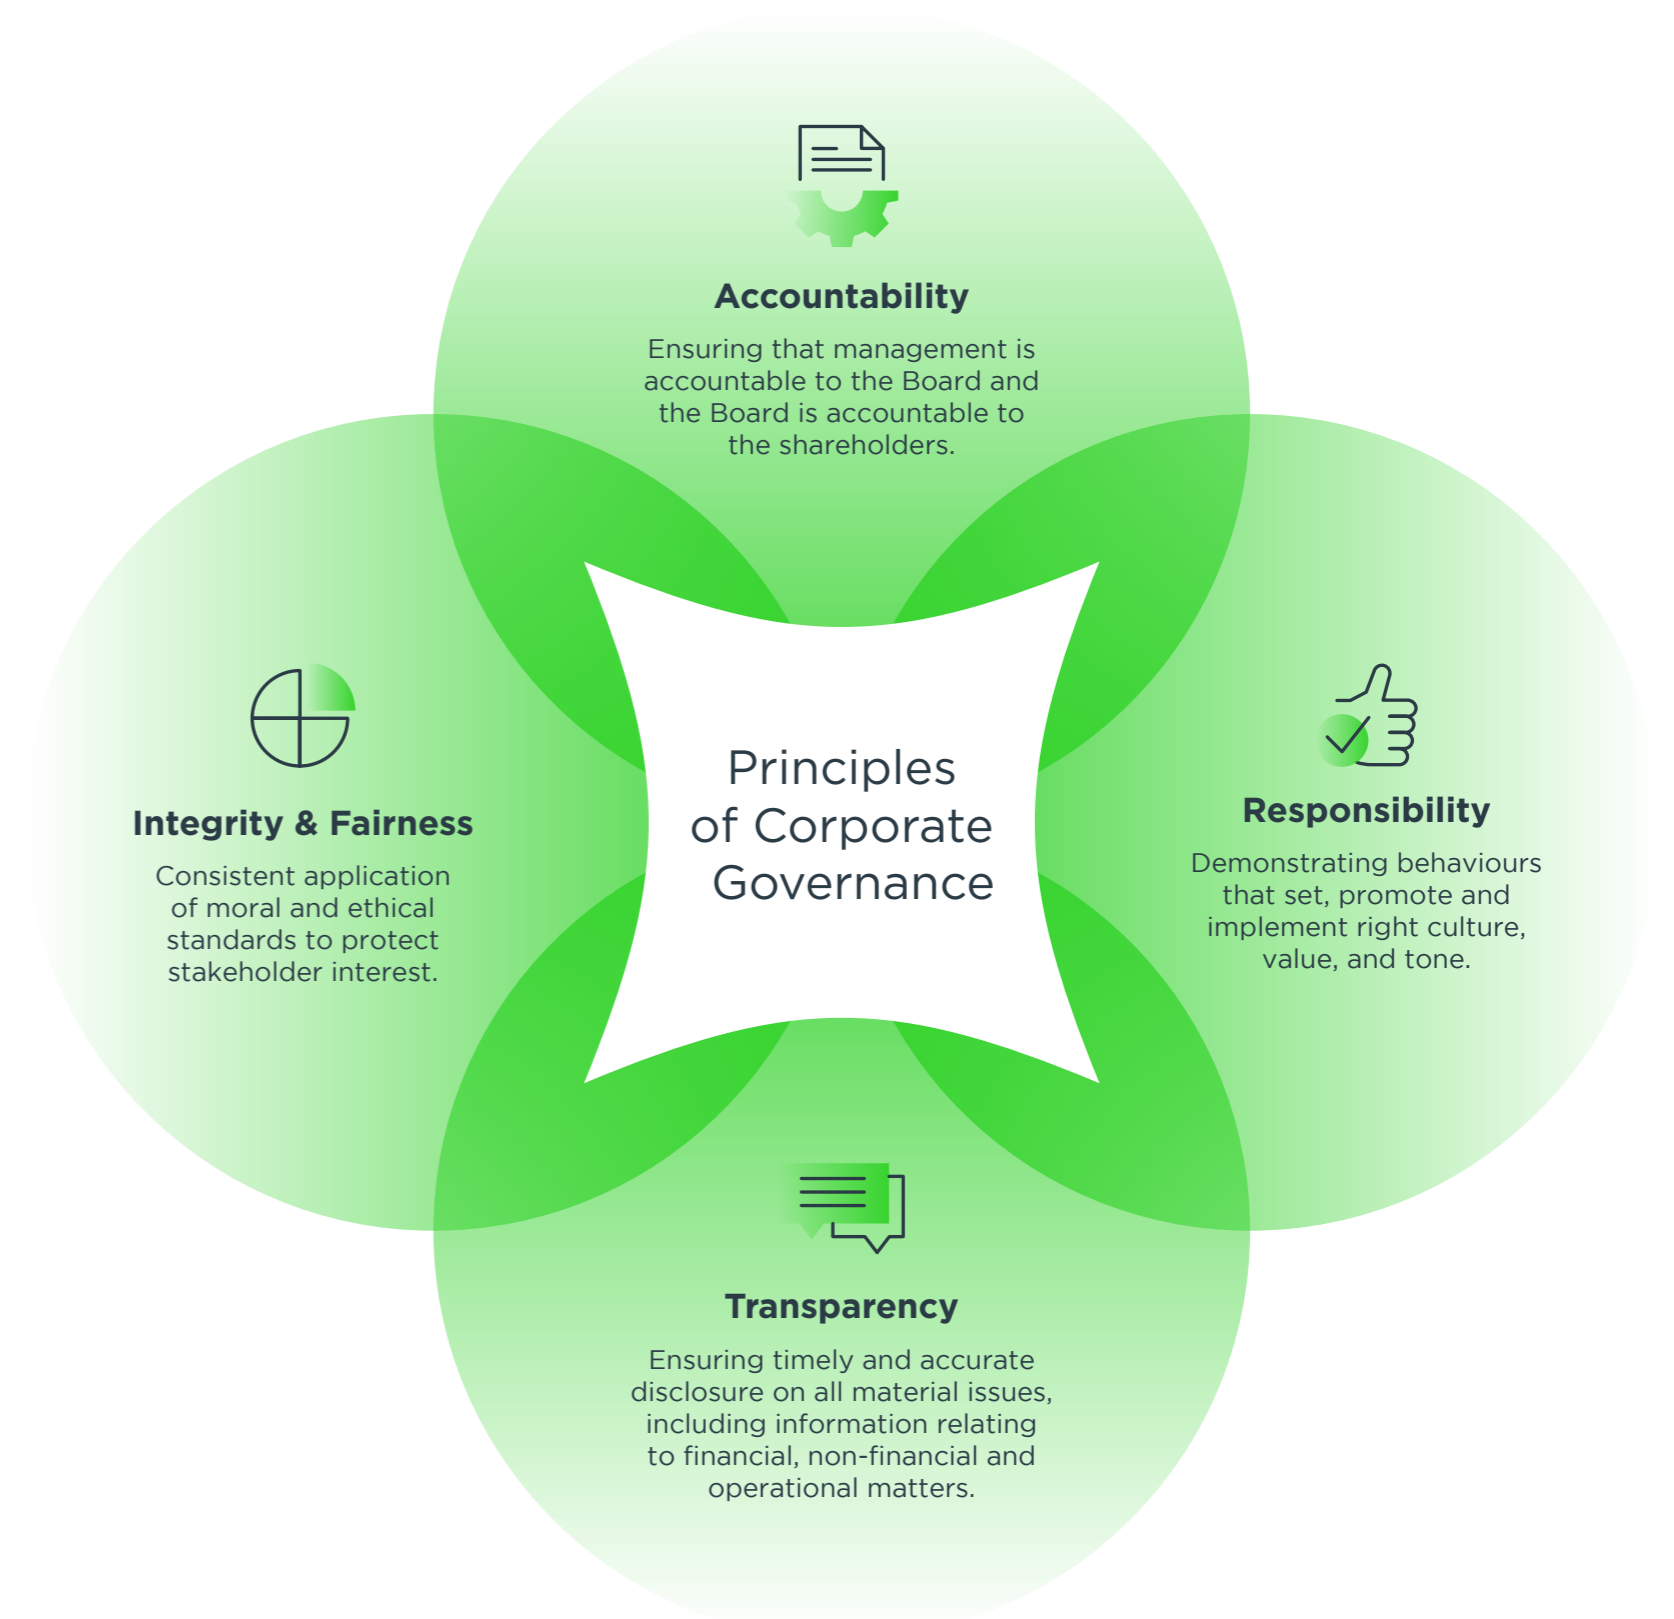 Accountability
Ensuring that management is
accountable to the Board and
the Board is accountable to
the shareholders.
Principles
of Corporate
Governance
Integrity & Fairness
Consistent application
of moral and ethical
standards to protect
stakeholder interest.
Responsibility
Demonstrating behaviours
that set, promote and
implement right culture,
value, and tone.
Transparency
Ensuring timely and accurate
disclosure on all material issues,
including information relating
to financial, non-financial and
operational matters.